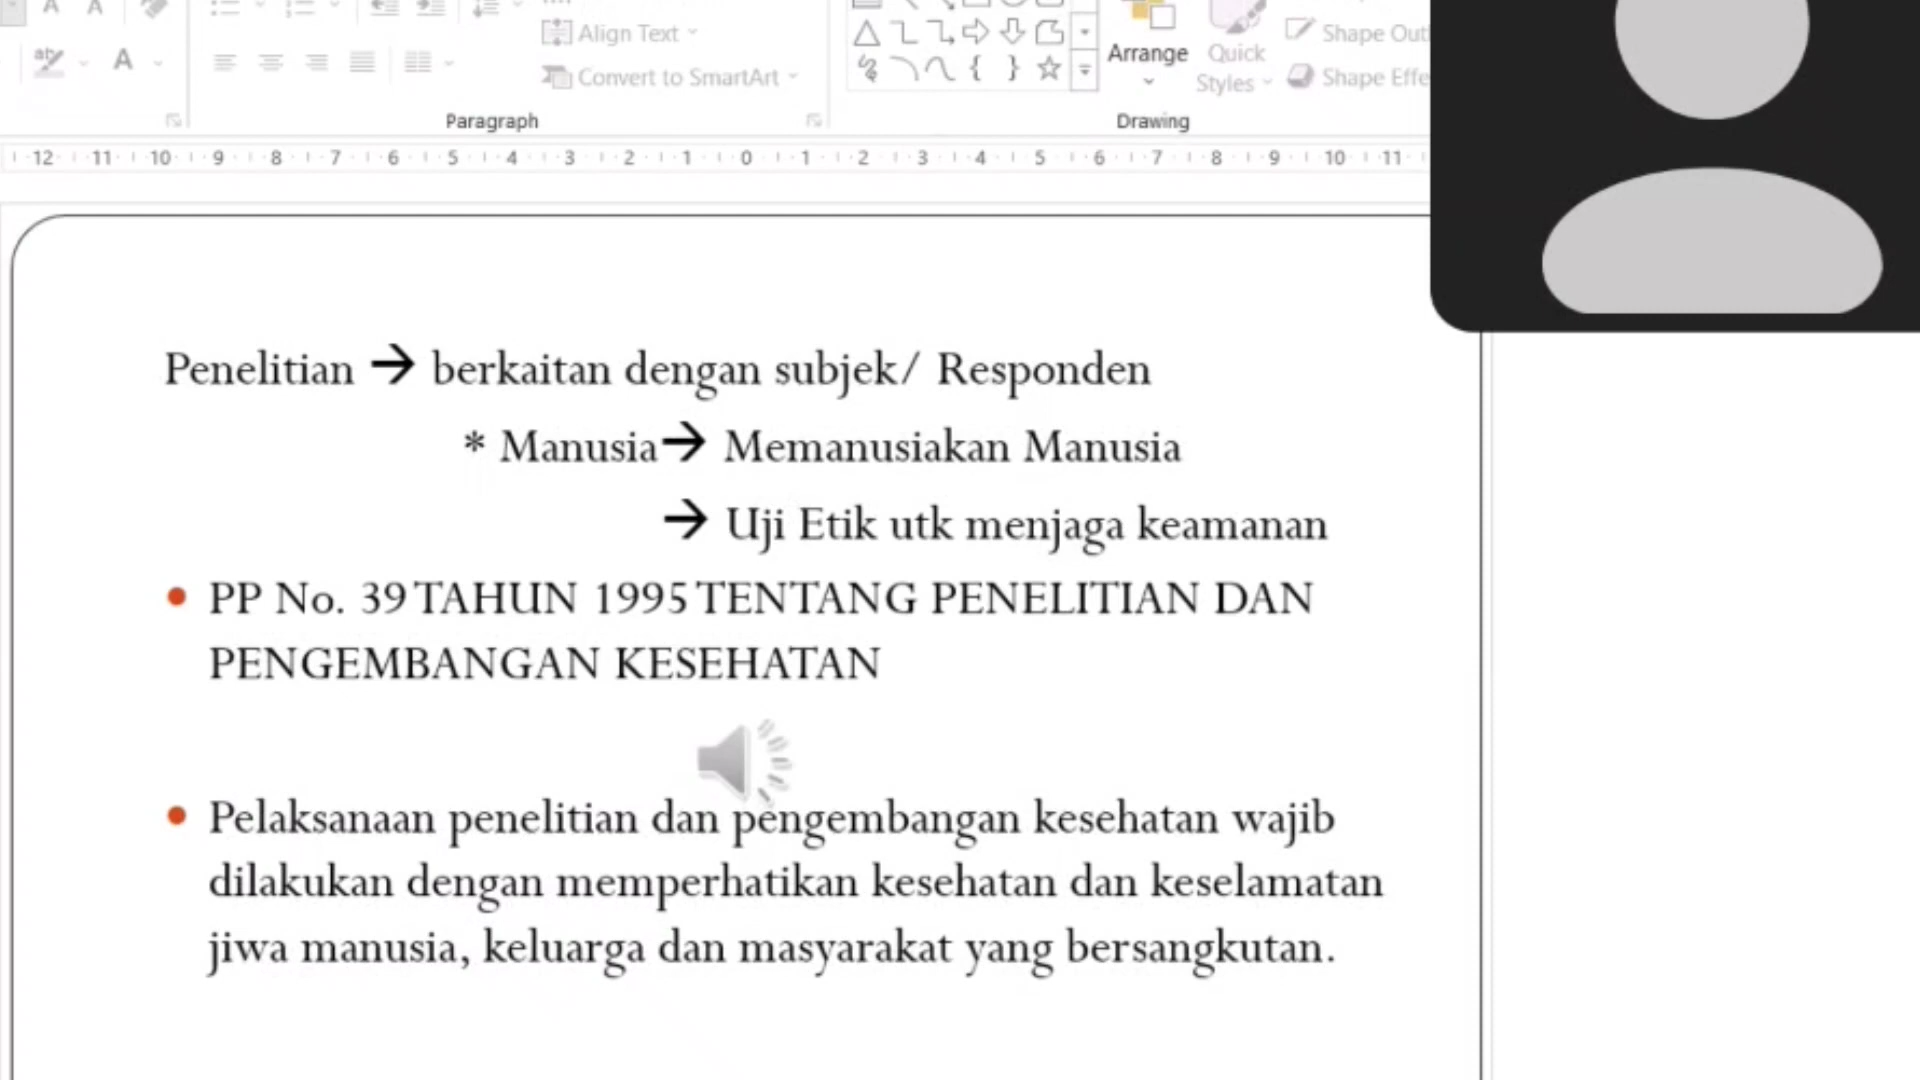 A A
Align Text
Arrange
Quick
Styles
Shape Out
Convert to SmartArt
Shape Effe
A
Paragraph
Drawing
12 11 10 9 8 7 6 5 4 3 2 1 0 1 2 3 4 5 6 7 8 9 10 11
Penelitian → berkaitan dengan subjek/ Responden
* Manusia→ Memanusiakan Manusia
→ Uji Etik utk menjaga keamanan
• PP No. 39 TAHUN 1995 TENTANG PENELITIAN DAN
PENGEMBANGAN KESEHATAN
• Pelaksanaan penelitian dan pengembangan kesehatan wajib
dilakukan dengan memperhatikan kesehatan dan keselamatan
jiwa manusia, keluarga dan masyarakat yang bersangkutan.